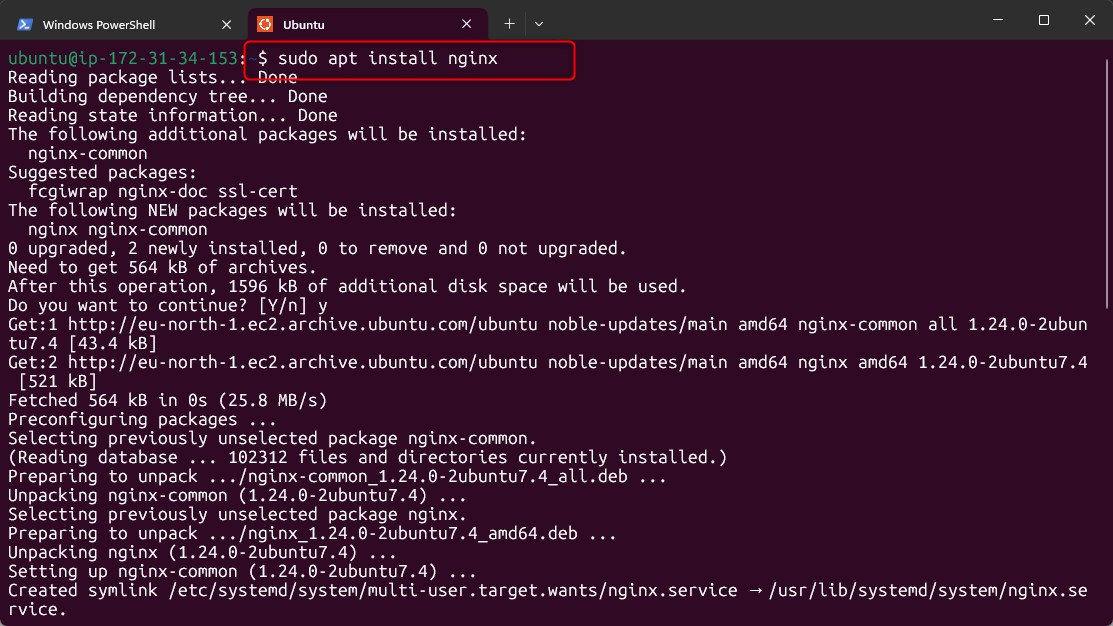 Windows PowerShell
Ubuntu
ubuntu@ip-172-31-34-153:~$ sudo apt install nginx
Reading package lists... Done
Building dependency tree... Done
Reading state information... Done
The following additional packages will be installed:
  nginx-common
Suggested packages:
  fcgiwrap nginx-doc ssl-cert
The following NEW packages will be installed:
  nginx nginx-common
0 upgraded, 2 newly installed, 0 to remove and 0 not upgraded.
Need to get 564 kB of archives.
After this operation, 1596 kB of additional disk space will be used.
Do you want to continue? [Y/n] y
Get:1 http://eu-north-1.ec2.archive.ubuntu.com/ubuntu noble-updates/main amd64 nginx-common all 1.24.0-2ubun
tu7.4 [43.4 kB]
Get:2 http://eu-north-1.ec2.archive.ubuntu.com/ubuntu noble-updates/main amd64 nginx amd64 1.24.0-2ubuntu7.4
 [521 kB]
Fetched 564 kB in 0s (25.8 MB/s)
Preconfiguring packages ...
Selecting previously unselected package nginx-common.
(Reading database ... 102312 files and directories currently installed.)
Preparing to unpack .../nginx-common_1.24.0-2ubuntu7.4_all.deb ...
Unpacking nginx-common (1.24.0-2ubuntu7.4) ...
Selecting previously unselected package nginx.
Preparing to unpack .../nginx_1.24.0-2ubuntu7.4_amd64.deb ...
Unpacking nginx (1.24.0-2ubuntu7.4) ...
Setting up nginx-common (1.24.0-2ubuntu7.4) ...
Created symlink /etc/systemd/system/multi-user.target.wants/nginx.service → /usr/lib/systemd/system/nginx.se
rvice.